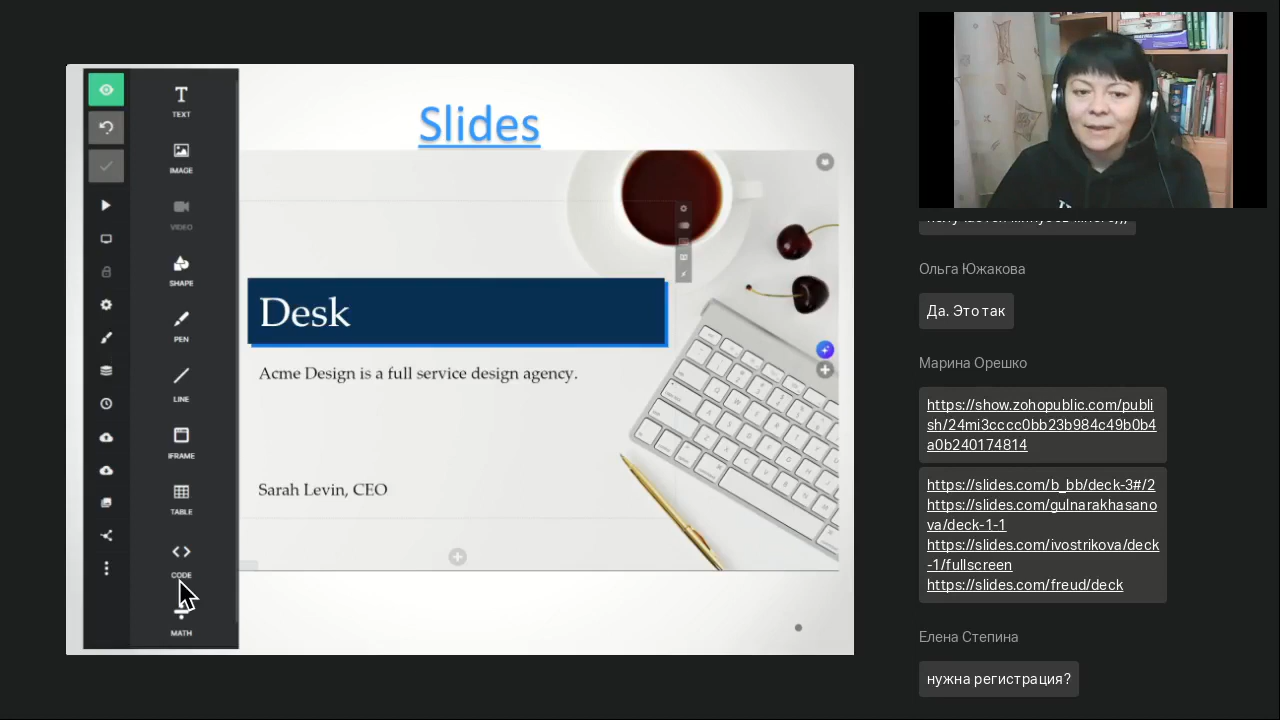 TEXT
IMAGE
VIDEO
SHAPE
PEN
LINE
IFRAME
TABLE
CODE
MATH
Slides
Desk
Acme Design is a full service design agency.
Sarah Levin, CEO
Ольга Южакова
Да. Это так
Марина Орешко
https://show.zohopublic.com/publi
sh/24mi3cccc0bb23b984c49b0b4
a0b240174814
https://slides.com/b_bb/deck-3#/2
https://slides.com/gulnarakhasano
va/deck-1-1
https://slides.com/ivostrikova/deck
-1/fullscreen
https://slides.com/freud/deck
Елена Степина
нужна регистрация?